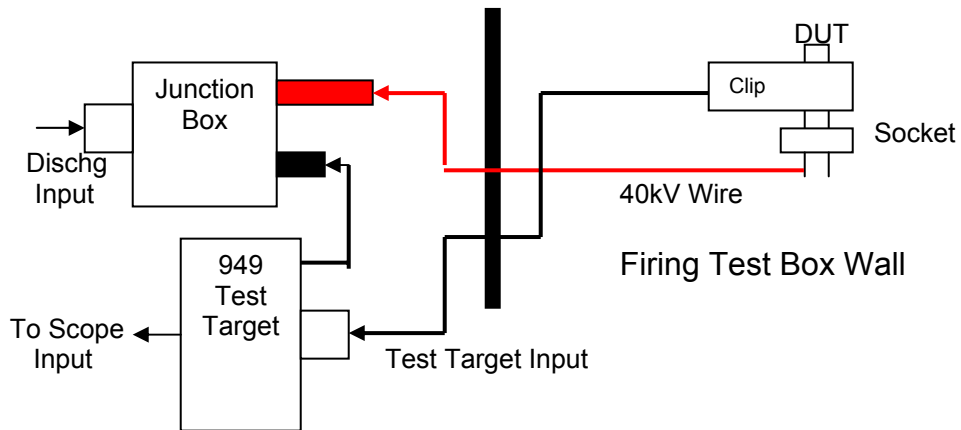 DUT
Junction
Box
Clip
Socket
Dischg
Input
40kV Wire
949
Test
Target
Firing Test Box Wall
To Scope
Input
Test Target Input